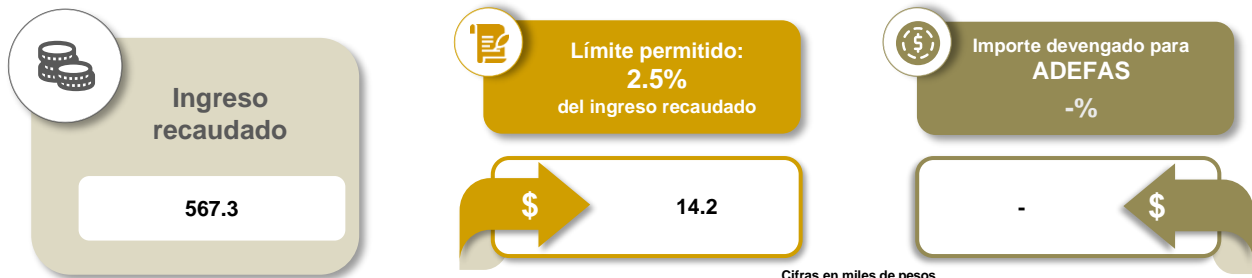 Ingreso
recaudado
567.3
Límite permitido:
2.5%
del ingreso recaudado
$
14.2
Importe devengado para
ADEFAS
-%
-
$
Cifras en miles de pesos